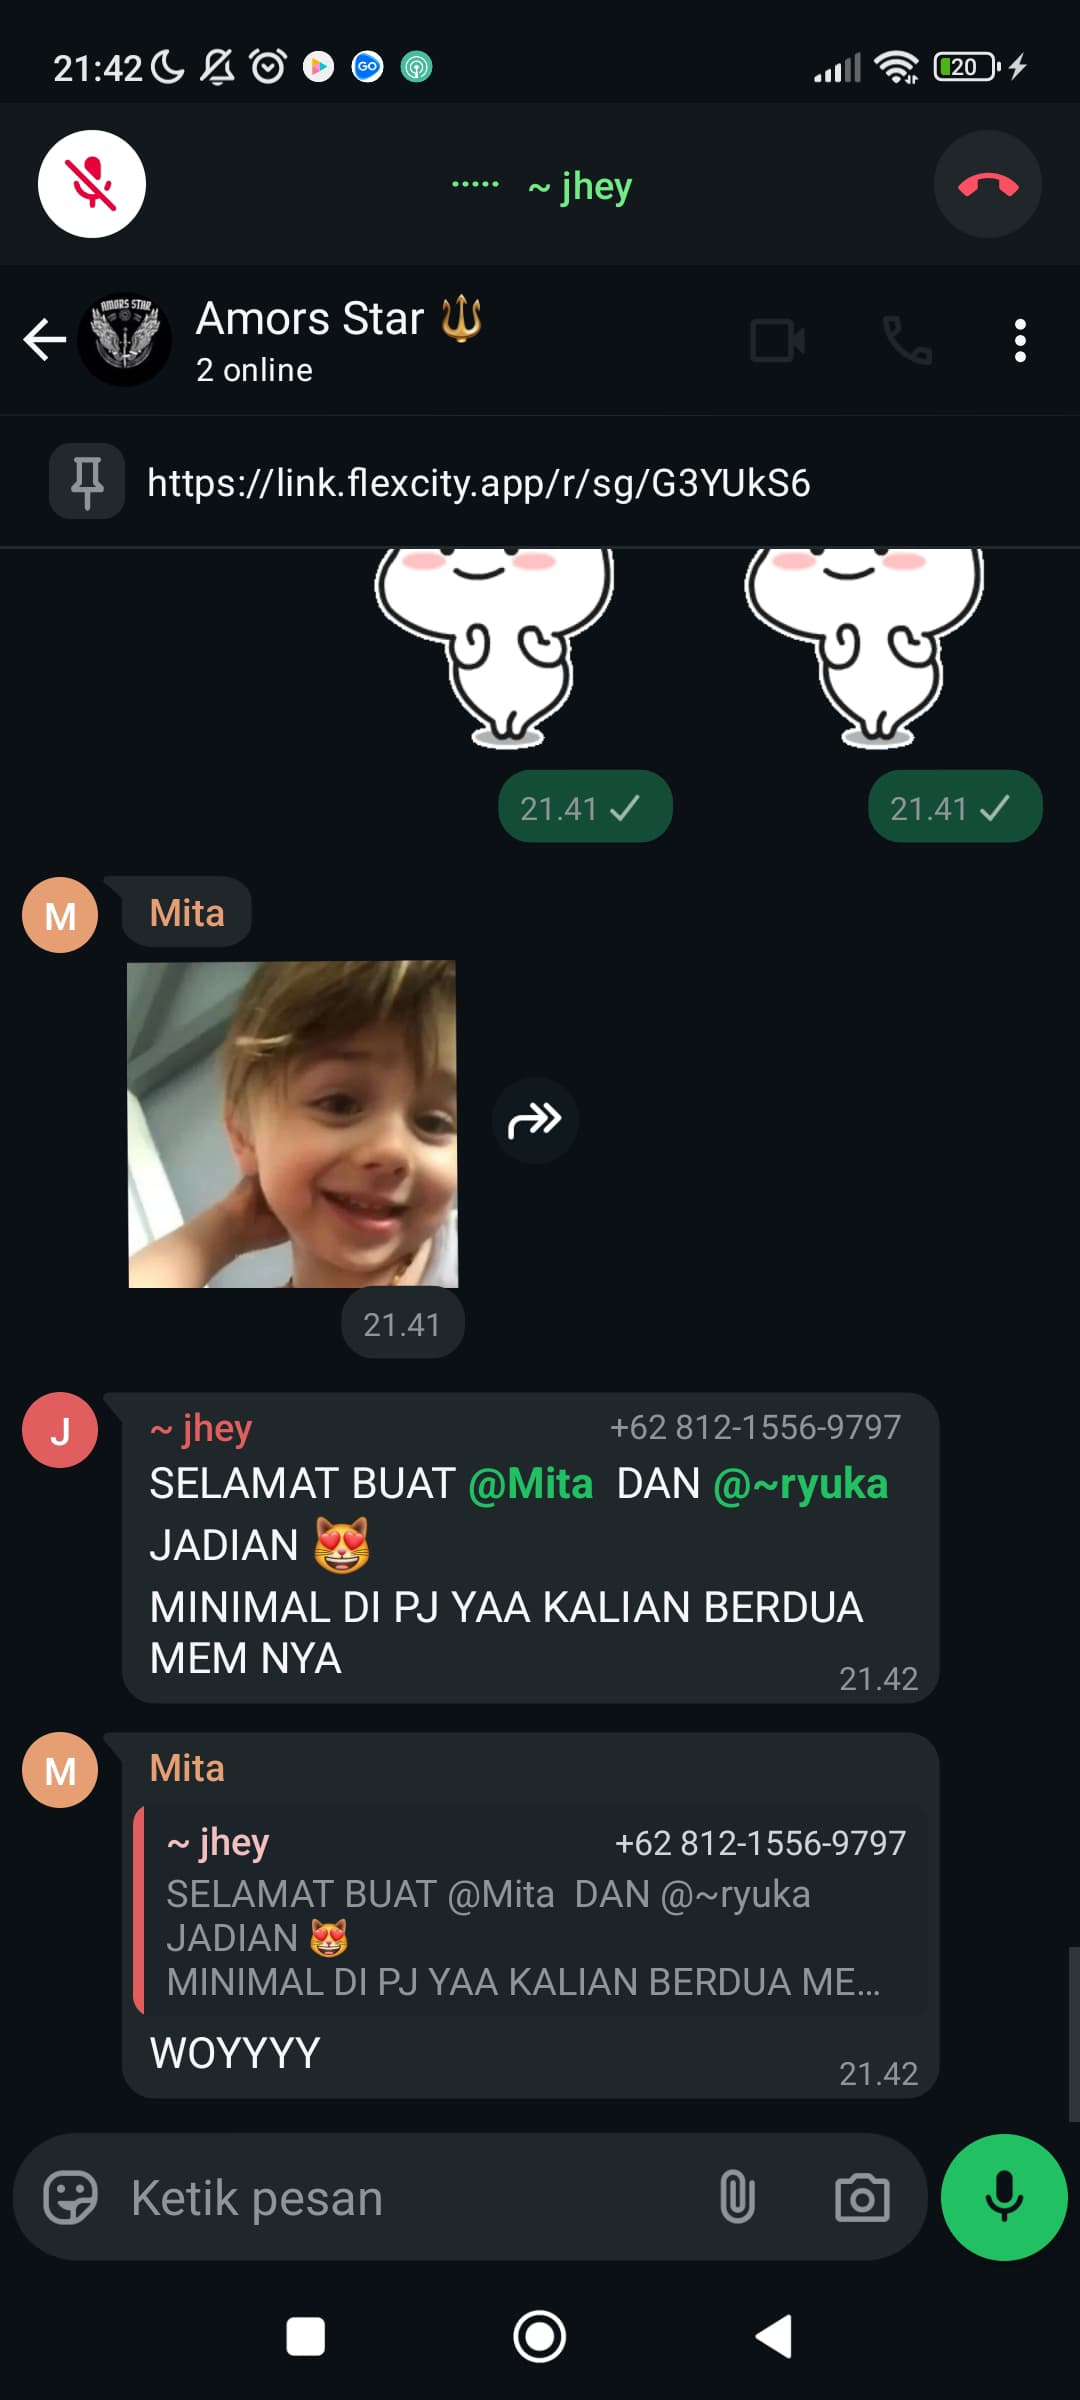 21:42
GO
20
~ jhey
AMORS STAR
Amors Star 🔱
2 online
https://link.flexcity.app/r/sg/G3YUkS6
21.41
21.41
M
Mita
21.41
J
~ jhey +62 812-1556-9797
SELAMAT BUAT @Mita DAN @~ryuka
JADIAN 😻
MINIMAL DI PJ YAA KALIAN BERDUA
MEM NYA
21.42
M
Mita
~ jhey +62 812-1556-9797
SELAMAT BUAT @Mita DAN @~ryuka
JADIAN 😻
MINIMAL DI PJ YAA KALIAN BERDUA ME...
WOYYYY
21.42
Ketik pesan